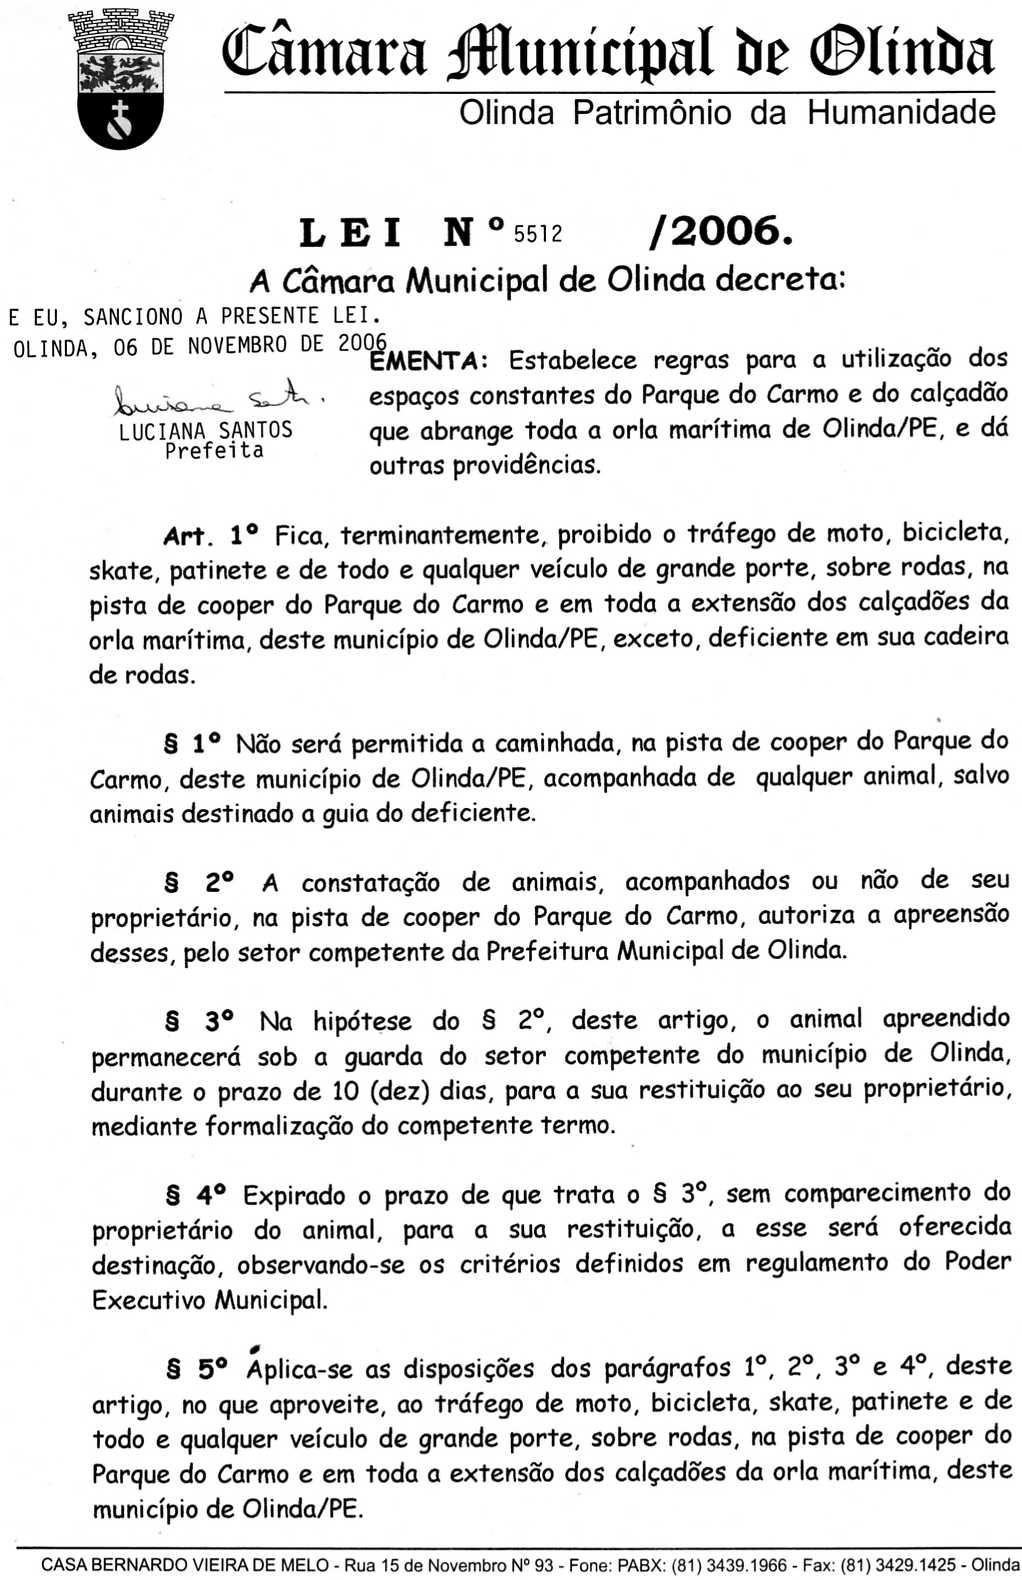 Câmara Municipal de Olinda
Olinda Patrimônio da Humanidade
LEI Nº 5512 /2006.
A Câmara Municipal de Olinda decreta:
E EU, SANCIONO A PRESENTE LEI.
OLINDA, 06 DE NOVEMBRO DE 2006
LUCIANA SANTOS
Prefeita
EMENTA: Estabelece regras para a utilização dos
espaços constantes do Parque do Carmo e do calçadão
que abrange toda a orla marítima de Olinda/PE, e dá
outras providências.
Art. 1º Fica, terminantemente, proibido o tráfego de moto, bicicleta,
skate, patinete e de todo e qualquer veículo de grande porte, sobre rodas, na
pista de cooper do Parque do Carmo e em toda a extensão dos calçadões da
orla marítima, deste município de Olinda/PE, exceto, deficiente em sua cadeira
de rodas.
§ 1º Não será permitida a caminhada, na pista de cooper do Parque do
Carmo, deste município de Olinda/PE, acompanhada de qualquer animal, salvo
animais destinado a guia do deficiente.
§ 2º A constatação de animais, acompanhados ou não de seu
proprietário, na pista de cooper do Parque do Carmo, autoriza a apreensão
desses, pelo setor competente da Prefeitura Municipal de Olinda.
§ 3º Na hipótese do § 2º, deste artigo, o animal apreendido
permanecerá sob a guarda do setor competente do município de Olinda,
durante o prazo de 10 (dez) dias, para a sua restituição ao seu proprietário,
mediante formalização do competente termo.
§ 4º Expirado o prazo de que trata o § 3º, sem comparecimento do
proprietário do animal, para a sua restituição, a esse será oferecida
destinação, observando-se os critérios definidos em regulamento do Poder
Executivo Municipal.
§ 5º Aplica-se as disposições dos parágrafos 1º, 2º, 3º e 4º, deste
artigo, no que aproveite, ao tráfego de moto, bicicleta, skate, patinete e de
todo e qualquer veículo de grande porte, sobre rodas, na pista de cooper do
Parque do Carmo e em toda a extensão dos calçadões da orla marítima, deste
município de Olinda/PE.
CASA BERNARDO VIEIRA DE MELO - Rua 15 de Novembro Nº 93 - Fone: PABX: (81) 3439.1966 - Fax: (81) 3429.1425 - Olinda